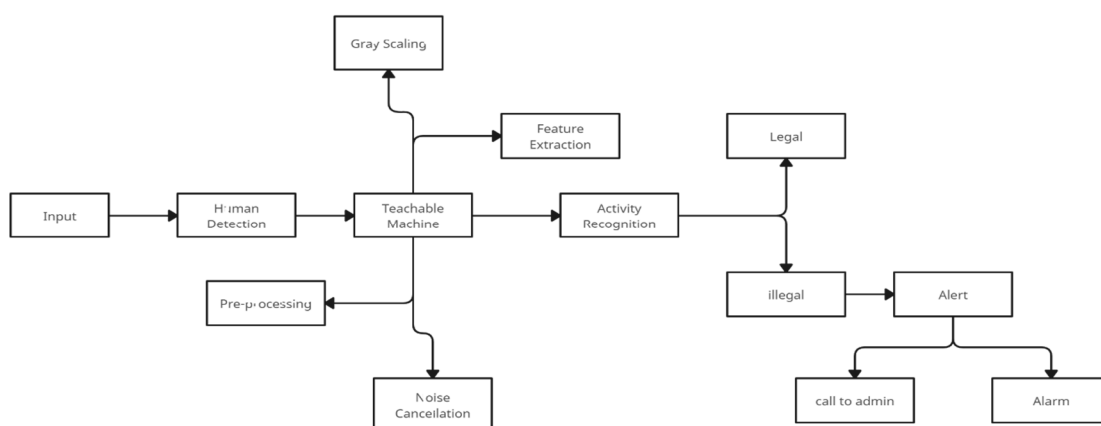 Gray Scaling
Feature
Extraction
Legal
Input
Human
Detection
Teachable
Machine
Activity
Recognition
Pre-processing
illegal
Alert
Noise
Cancellation
call to admin
Alarm